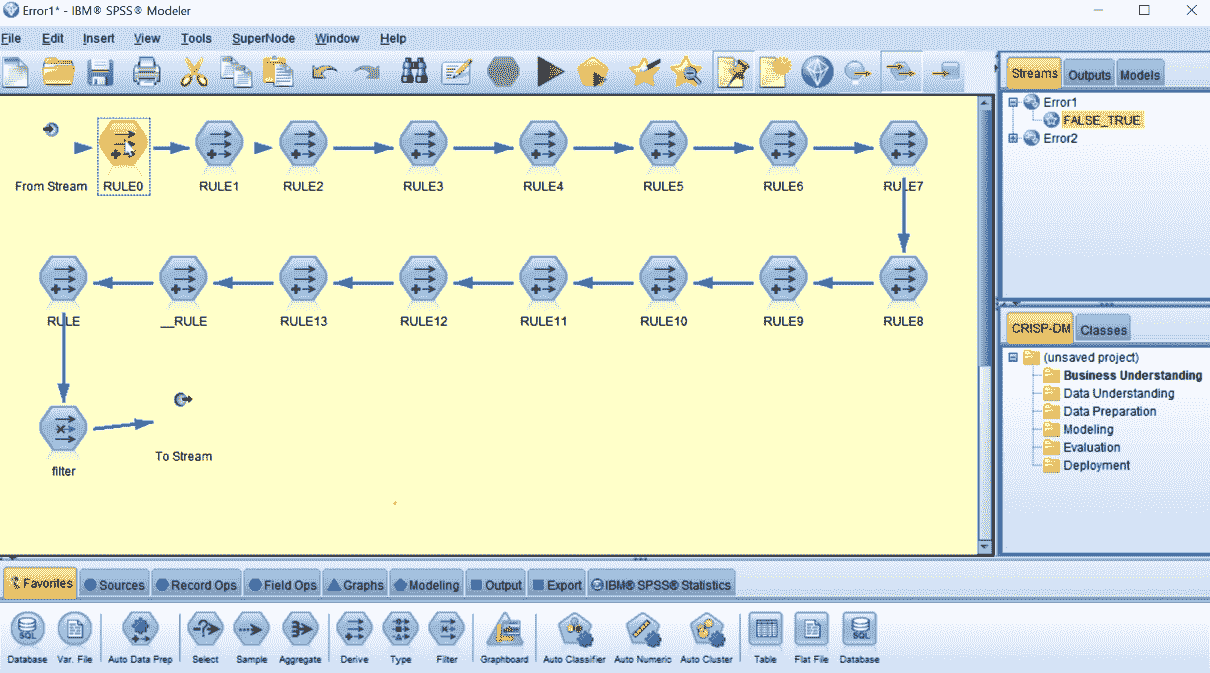 Error1* - IBM® SPSS® Modeler
File Edit Insert View Tools SuperNode Window Help
Streams Outputs Models
Error1
FALSE_TRUE
Error2
From Stream RULE0 RULE1 RULE2 RULE3 RULE4 RULE5 RULE6 RULE7
RULE __RULE RULE13 RULE12 RULE11 RULE10 RULE9 RULE8
filter
To Stream
CRISP-DM Classes
(unsaved project)
Business Understanding
Data Understanding
Data Preparation
Modeling
Evaluation
Deployment
Favorites Sources Record Ops Field Ops Graphs Modeling Output Export IBM® SPSS® Statistics
SQL SQL
Database Var. File Auto Data Prep Select Sample Aggregate Derive Type Filter Graphboard Auto Classifier Auto Numeric Auto Cluster Table Flat File Database